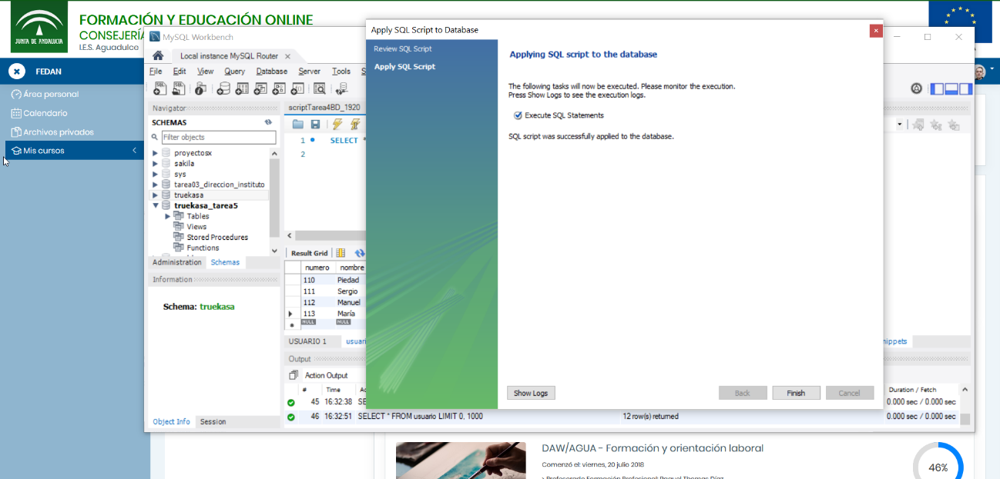 FORMACIÓN Y EDUCACIÓN ONLINE
CONSEJERÍA
I.E.S. Aguadulce
JUNTA DE ANDALUCIA
FEDAN
Área personal
Calendario
Archivos privados
Mis cursos
MySQL Workbench
Local instance MySQL Router
File Edit View Query Database Server Tools S
Navigator
SCHEMAS
Filter objects
proyectosx
sakila
sys
tarea03_direccion_instituto
truekasa
truekasa_tarea5
Tables
Views
Stored Procedures
Functions
Administration Schemas
Information
Schema: truekasa
Object Info Session
scriptTarea4BD_1920
1 SELECT *
2
Result Grid
numero nombre
110 Piedad
111 Sergio
112 Manuel
113 María
NULL NULL
USUARIO 1 usuari
Output
Action Output
# Time Ac
45 16:32:38 SE
46 16:32:51 SELECT * FROM usuario LIMIT 0, 1000 12 row(s) returned
Apply SQL Script to Database
Review SQL Script
Apply SQL Script
Applying SQL script to the database
The following tasks will now be executed. Please monitor the execution.
Press Show Logs to see the execution logs.
Execute SQL Statements
SQL script was successfully applied to the database.
Show Logs Back Finish Cancel
nippets
Duration / Fetch
0.000 sec / 0.000 sec
0.000 sec / 0.000 sec
DAW/AGUA - Formación y orientación laboral
Comenzó el: viernes, 20 julio 2018
> Profesorado Formación Profesional: Raquel Thomas Díaz
46%